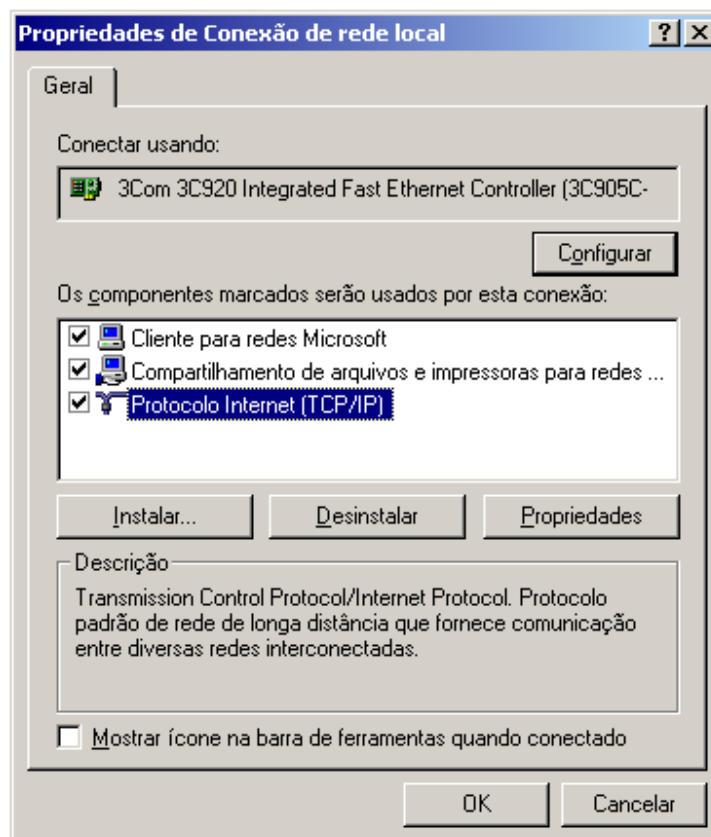 Propriedades de Conexão de rede local
Geral
Conectar usando:
3Com 3C920 Integrated Fast Ethernet Controller (3C905C-
Configurar
Os componentes marcados serão usados por esta conexão:
Cliente para redes Microsoft
Compartilhamento de arquivos e impressoras para redes ...
Protocolo Internet (TCP/IP)
Instalar... Desinstalar Propriedades
Descrição
Transmission Control Protocol/Internet Protocol. Protocolo
padrão de rede de longa distância que fornece comunicação
entre diversas redes interconectadas.
Mostrar ícone na barra de ferramentas quando conectado
OK Cancelar